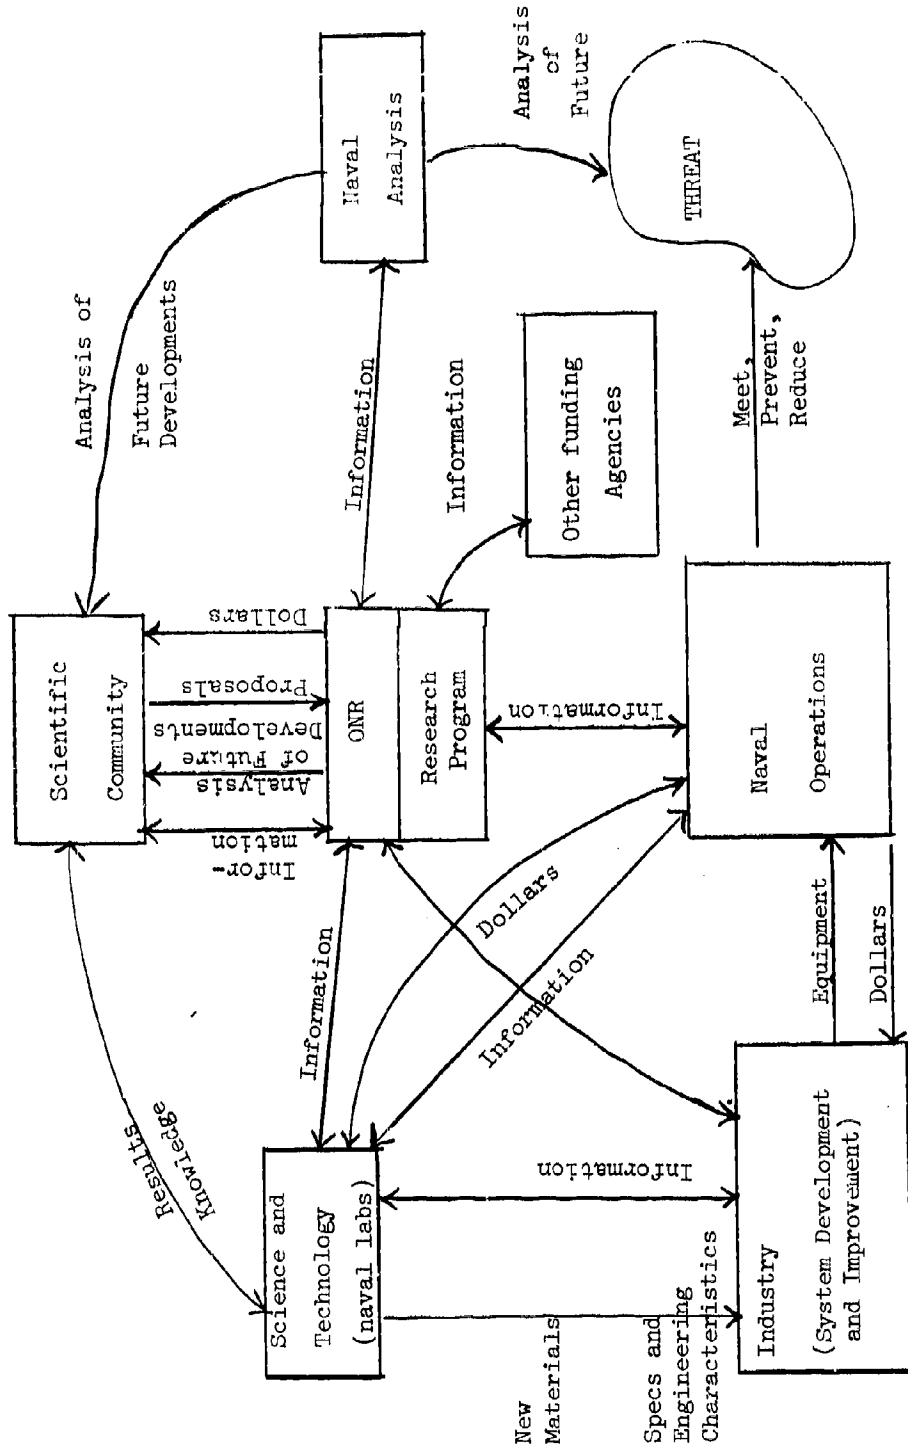 Analysis of
Future
Developments
Scientific
Community
Results
Knowledge
Dollars
Proposals
Analysis
of Future
Developments
Infor-
mation
Naval
Analysis
Analysis
of
Future
Information
ONR
Research
Program
Information
Information
Science and
Technology
(naval labs)
Other funding
Agencies
Dollars
Information
Information
Information
THREAT
Meet,
Prevent,
Reduce
Naval
Operations
Equipment
Dollars
New
Materials
Specs and
Engineering
Characteristics
Industry
(System Development
and Improvement)